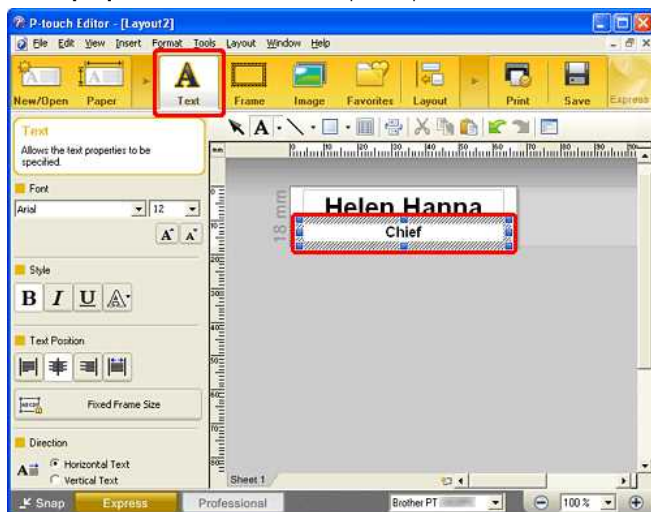 P-touch Editor - [Layout2]
File Edit View Insert Format Tools Layout Window Help
New/Open Paper Text Frame Image Favorites Layout Print Save Express
Text
Allows the text properties to be
specified.
Font
Arial 12
Style
B I U A
Text Position
Fixed Frame Size
Direction
Horizontal Text
Vertical Text
mm
18 mm
Helen Hanna
Chief
Sheet 1
Snap Express Professional Brother PT 100 %